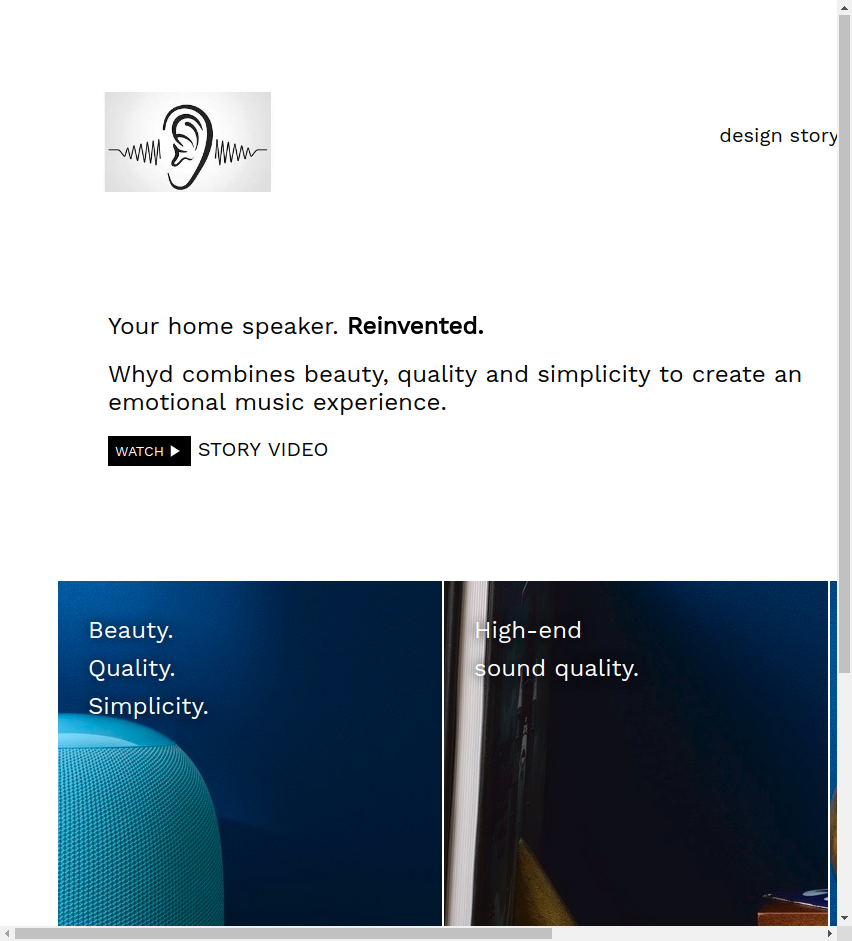 design story
Your home speaker. Reinvented.
Whyd combines beauty, quality and simplicity to create an
emotional music experience.
WATCH STORY VIDEO
Beauty.
Quality.
Simplicity.
High-end
sound quality.